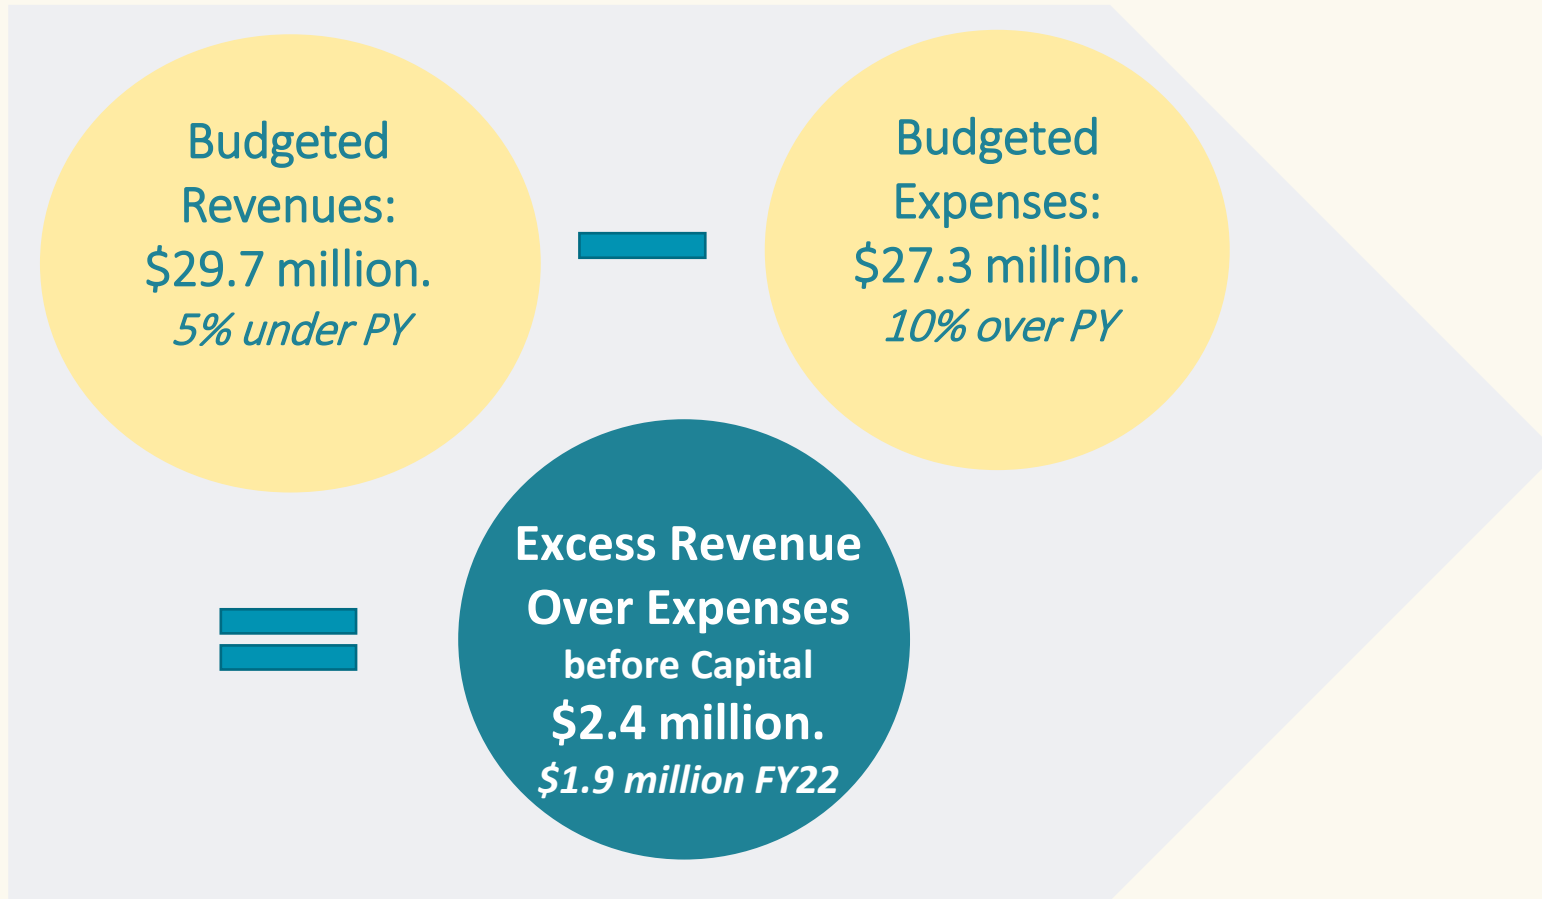 Budgeted
Revenues:
$29.7 million.
5% under PY
Budgeted
Expenses:
$27.3 million.
10% over PY
Excess Revenue
Over Expenses
before Capital
$2.4 million.
$1.9 million FY22